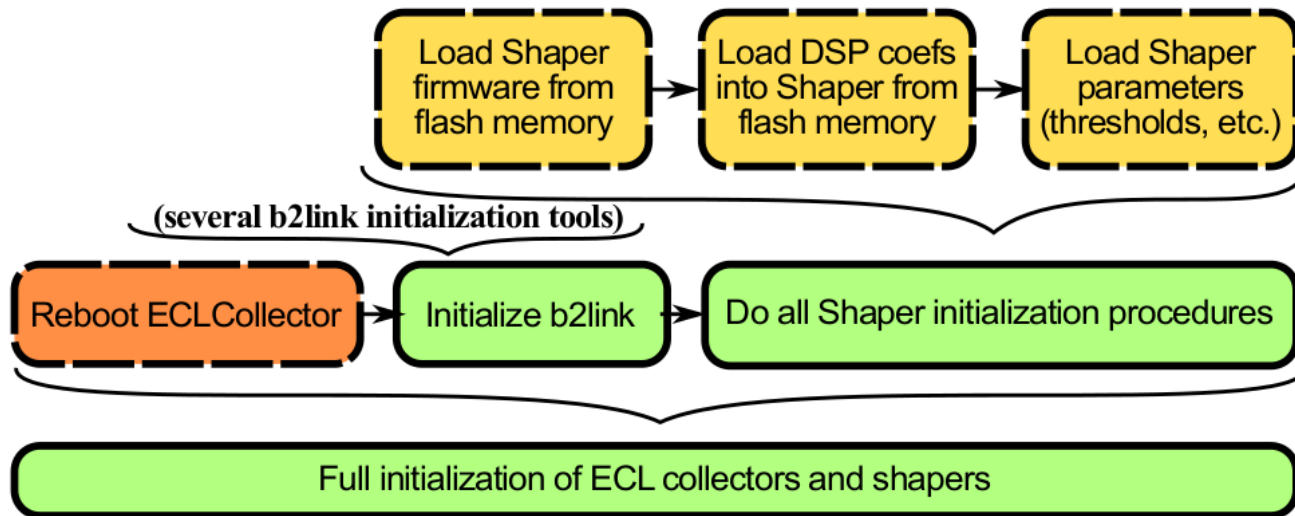 Load Shaper
firmware from
flash memory
Load DSP coefs
into Shaper from
flash memory
Load Shaper
parameters
(thresholds, etc.)
(several b2link initialization tools)
Reboot ECLCollector
Initialize b2link
Do all Shaper initialization procedures
Full initialization of ECL collectors and shapers